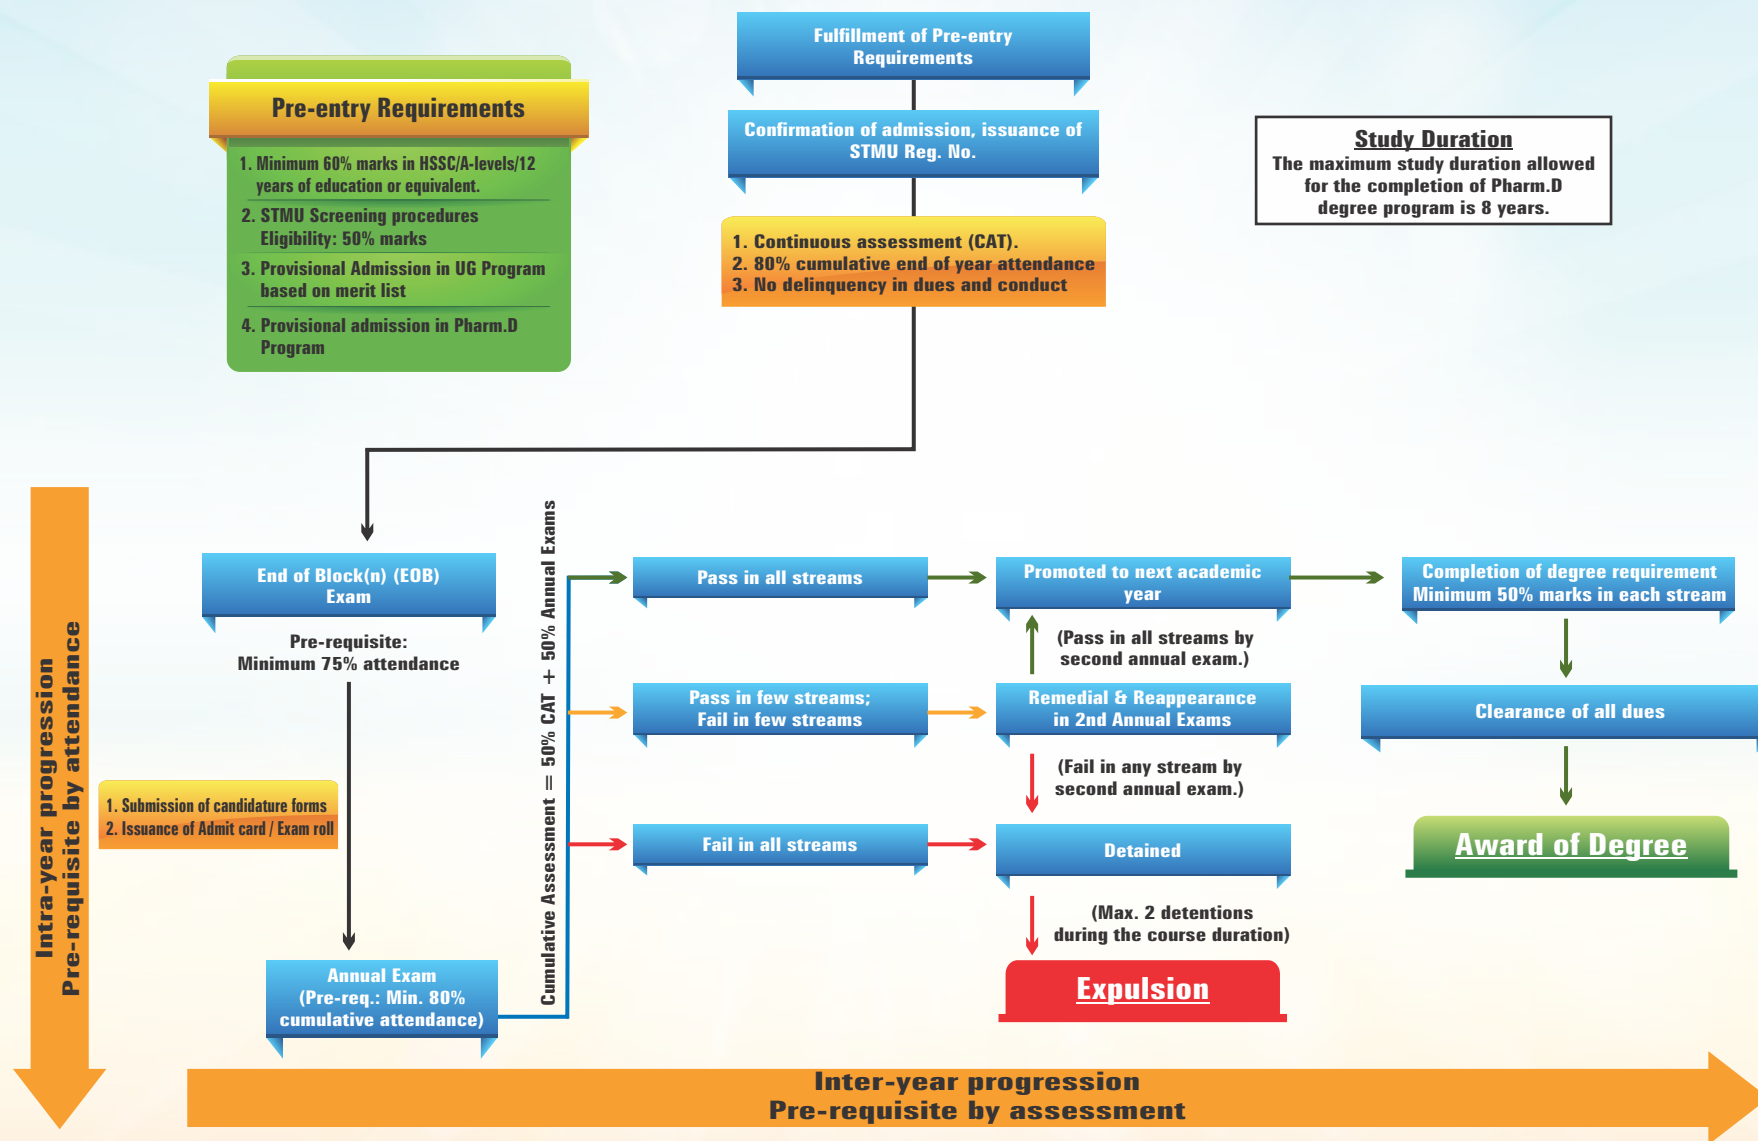 Fulfillment of Pre-entry
Requirements
Pre-entry Requirements
1. Minimum 60% marks in HSSC/A-levels/12
years of education or equivalent.
2. STMU Screening procedures
Eligibility: 50% marks
3. Provisional Admission in UG Program
based on merit list
4. Provisional admission in Pharm.D
Program
Confirmation of admission, issuance of
STMU Reg. No.
Study Duration
The maximum study duration allowed
for the completion of Pharm.D
degree program is 8 years.
1. Continuous assessment (CAT).
2. 80% cumulative end of year attendance
3. No delinquency in dues and conduct
Intra-year progression
Pre-requisite by attendance
End of Block(n) (EOB)
Exam
Pre-requisite:
Minimum 75% attendance
1. Submission of candidature forms
2. Issuance of Admit card / Exam roll
Annual Exam
(Pre-req.: Min. 80%
cumulative attendance)
Cumulative Assessment = 50% CAT + 50% Annual Exams
Pass in all streams
Promoted to next academic
year
Completion of degree requirement
Minimum 50% marks in each stream
(Pass in all streams by
second annual exam.)
Pass in few streams;
Fail in few streams
Remedial & Reappearance
in 2nd Annual Exams
Clearance of all dues
(Fail in any stream by
second annual exam.)
Fail in all streams
Detained
Award of Degree
(Max. 2 detentions
during the course duration)
Expulsion
Inter-year progression
Pre-requisite by assessment